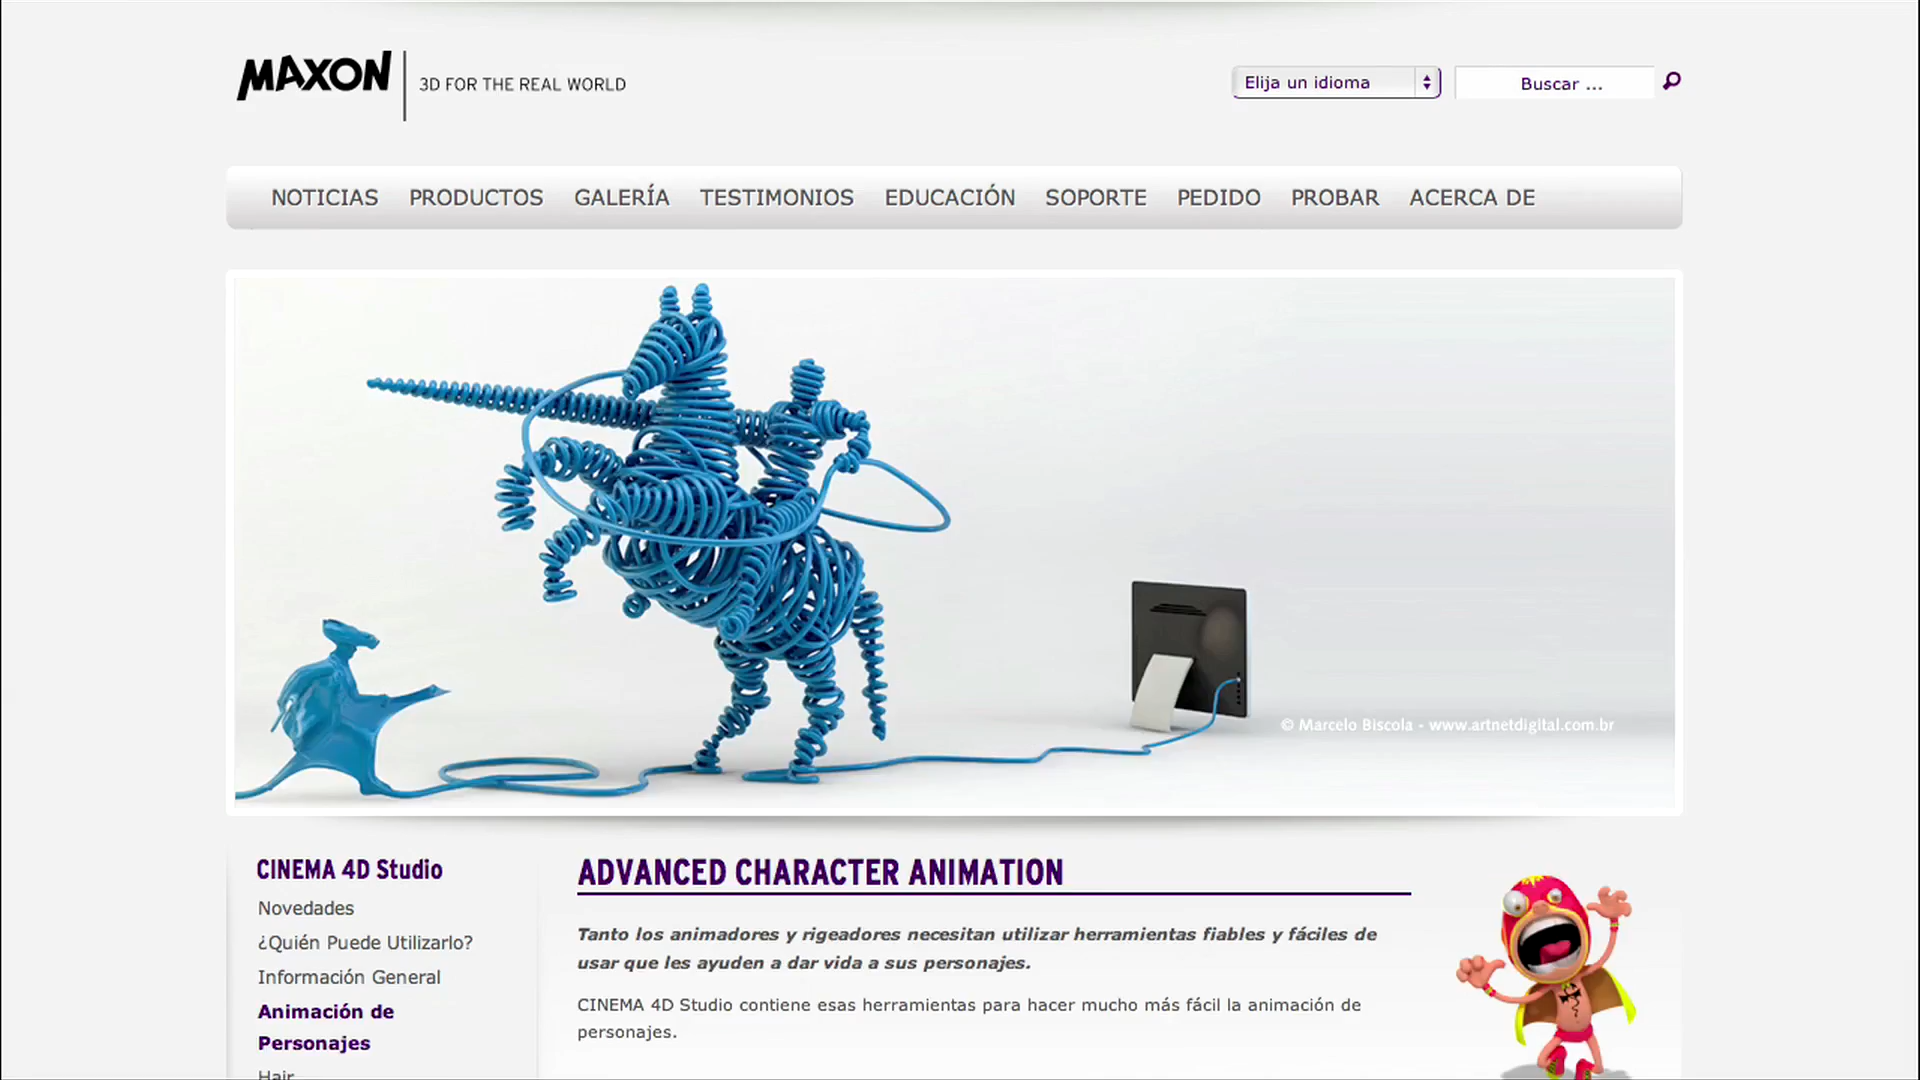 MAXON
3D FOR THE REAL WORLD
Elija un idioma
Buscar ...
NOTICIAS PRODUCTOS GALERÍA TESTIMONIOS EDUCACIÓN SOPORTE PEDIDO PROBAR ACERCA DE
© Marcelo Biscola - www.artnetdigital.com.br
CINEMA 4D Studio
Novedades
¿Quién Puede Utilizarlo?
Información General
Animación de
Personajes
Hair
ADVANCED CHARACTER ANIMATION
Tanto los animadores y rigeadores necesitan utilizar herramientas fiables y fáciles de
usar que les ayuden a dar vida a sus personajes.
CINEMA 4D Studio contiene esas herramientas para hacer mucho más fácil la animación de
personajes.